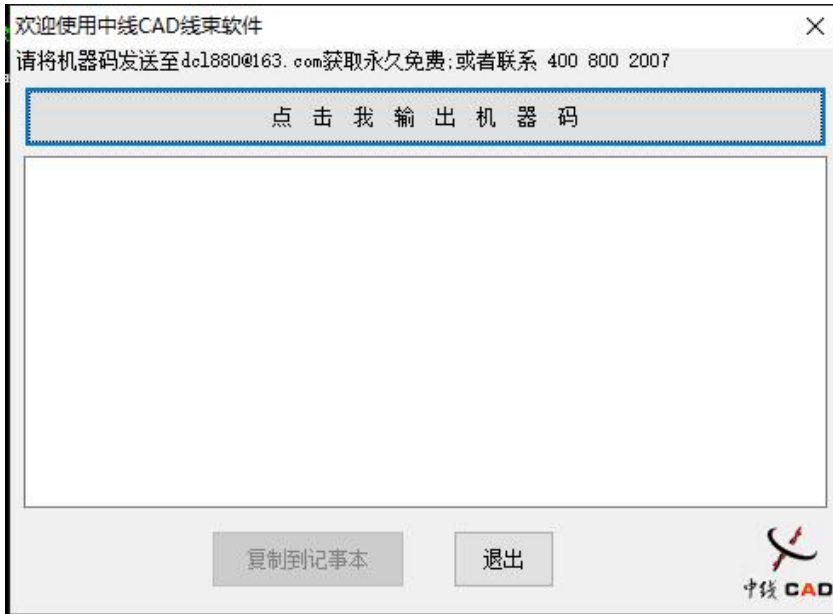 欢迎使用中线CAD线束软件
请将机器码发送至dcl880@163.com获取永久免费;或者联系 400 800 2007
点 击 我 输 出 机 器 码
复制到记事本
退出
中线 CAD